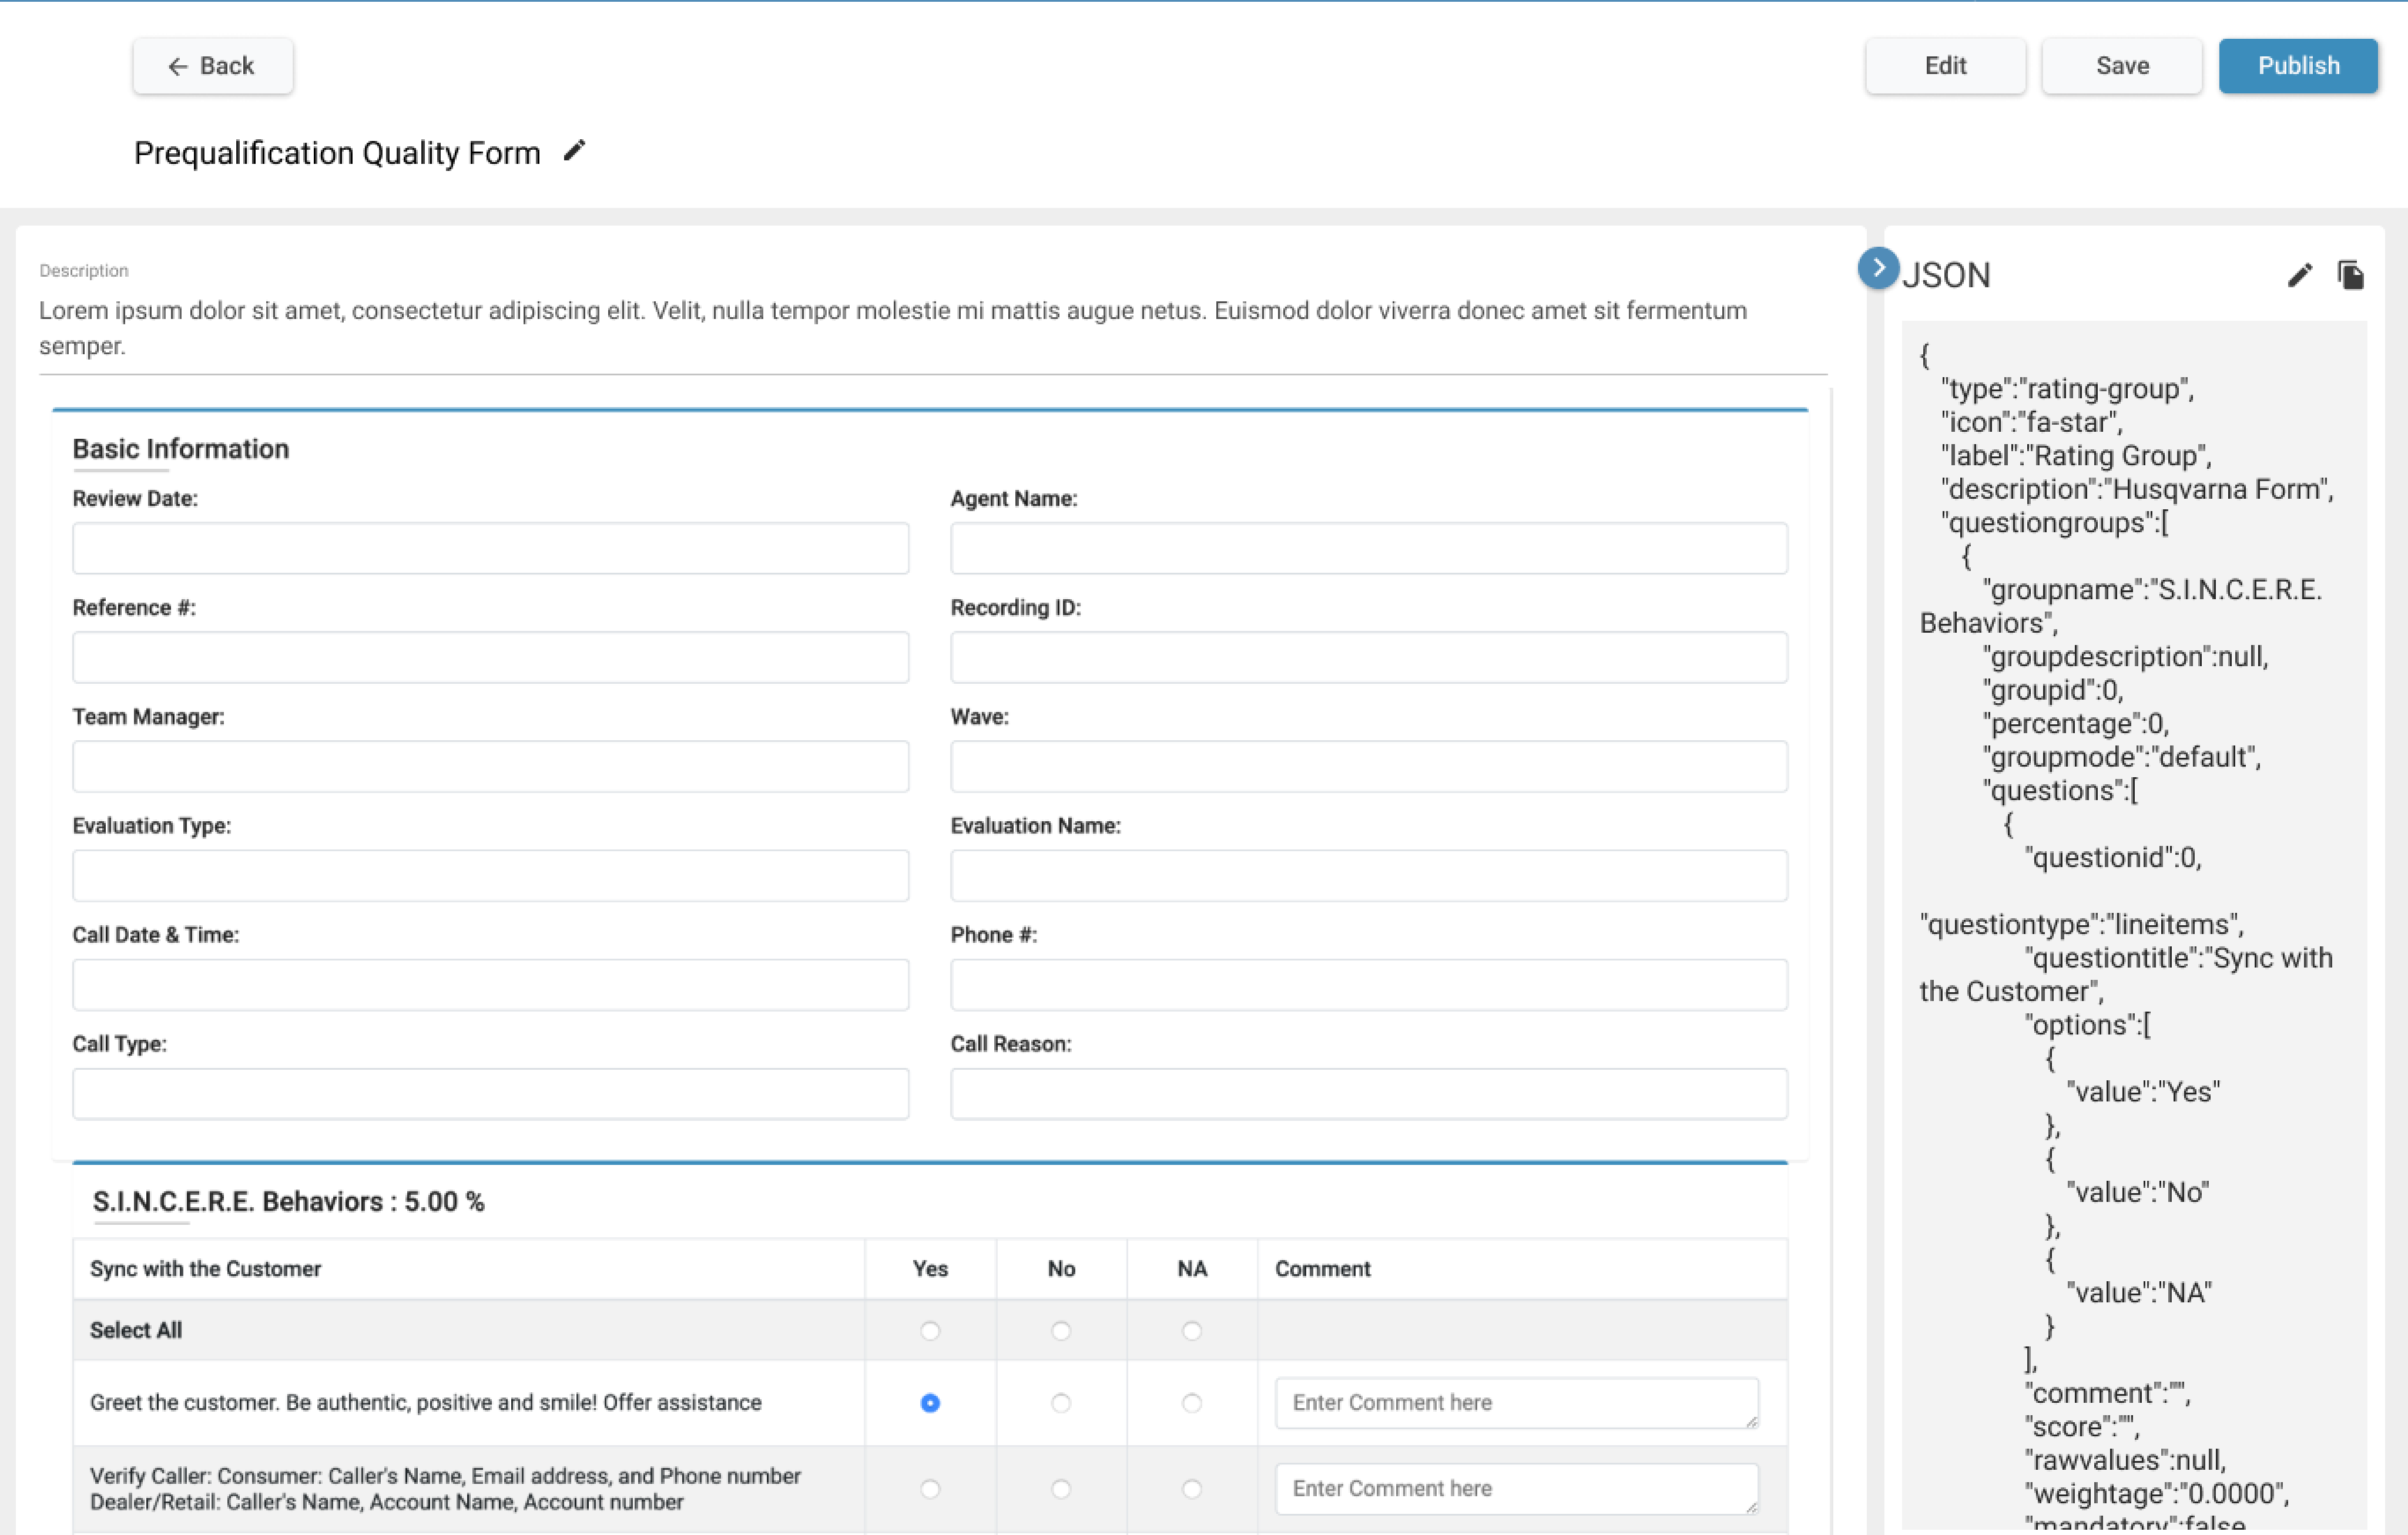 Back
Edit
Save
Publish
Prequalification Quality Form
Description
Lorem ipsum dolor sit amet, consectetur adipiscing elit. Velit, nulla tempor molestie mi mattis augue netus. Euismod dolor viverra donec amet sit fermentum
semper.
Basic Information
Review Date:
Agent Name:
Reference #:
Recording ID:
Team Manager:
Wave:
Evaluation Type:
Evaluation Name:
Call Date & Time:
Phone #:
Call Type:
Call Reason:
S.I.N.C.E.R.E. Behaviors : 5.00 %
Sync with the Customer Yes No NA Comment
Select All
Greet the customer. Be authentic, positive and smile! Offer assistance
Enter Comment here
Verify Caller: Consumer: Caller's Name, Email address, and Phone number
Dealer/Retail: Caller's Name, Account Name, Account number
Enter Comment here
JSON
{
"type":"rating-group",
"icon":"fa-star",
"label":"Rating Group",
"description":"Husqvarna Form",
"questiongroups":[
{
"groupname":"S.I.N.C.E.R.E.
Behaviors",
"groupdescription":null,
"groupid":0,
"percentage":0,
"groupmode":"default",
"questions":[
{
"questionid":0,
"questiontype":"lineitems",
"questiontitle":"Sync with
the Customer",
"options":[
{
"value":"Yes"
},
{
"value":"No"
},
{
"value":"NA"
}
],
"comment":"",
"score":"",
"rawvalues":null,
"weightage":"0.0000",
"mandatory":false